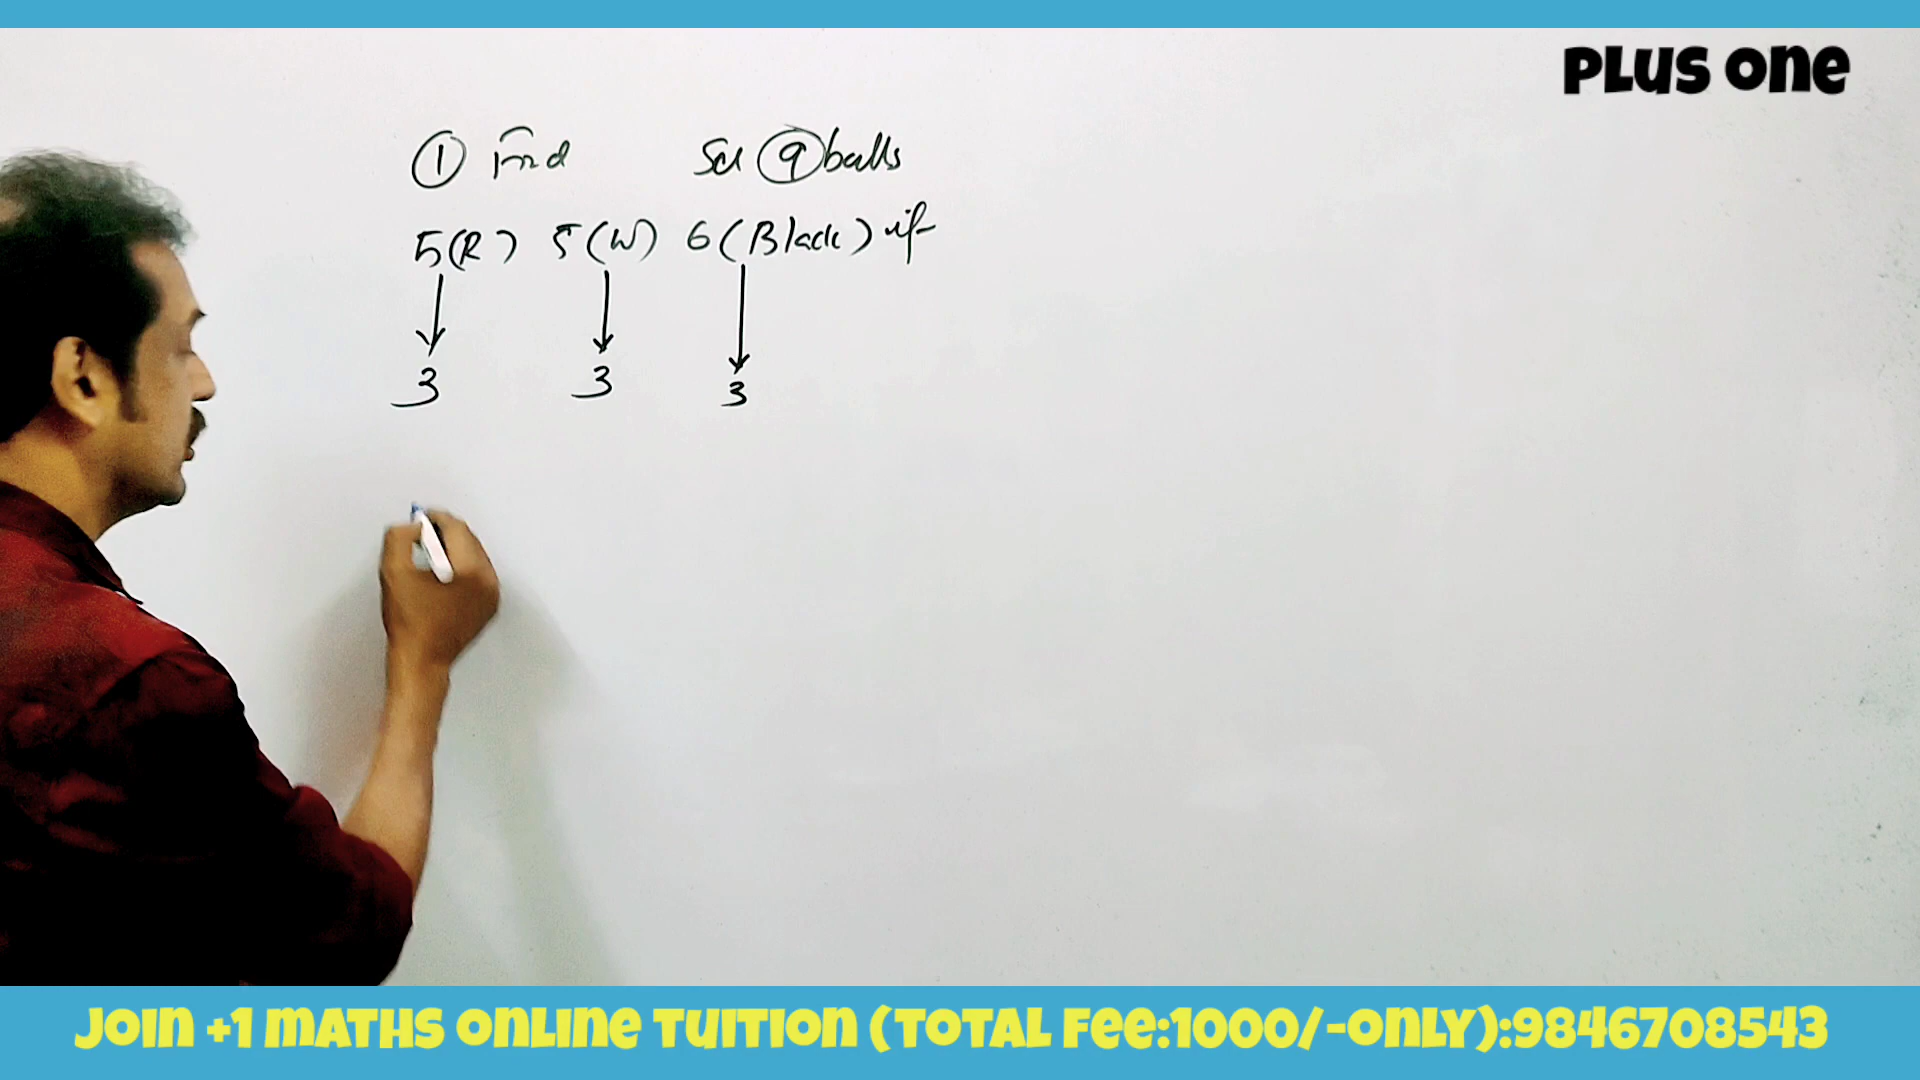 PLUS ONE
① Find Sel ⑨ balls
5(R) 5(W) 6(Black) if
3 3 3
JOIN +1 MATHS ONLINE TUITION (TOTAL FEE:1000/-ONLY):9846708543